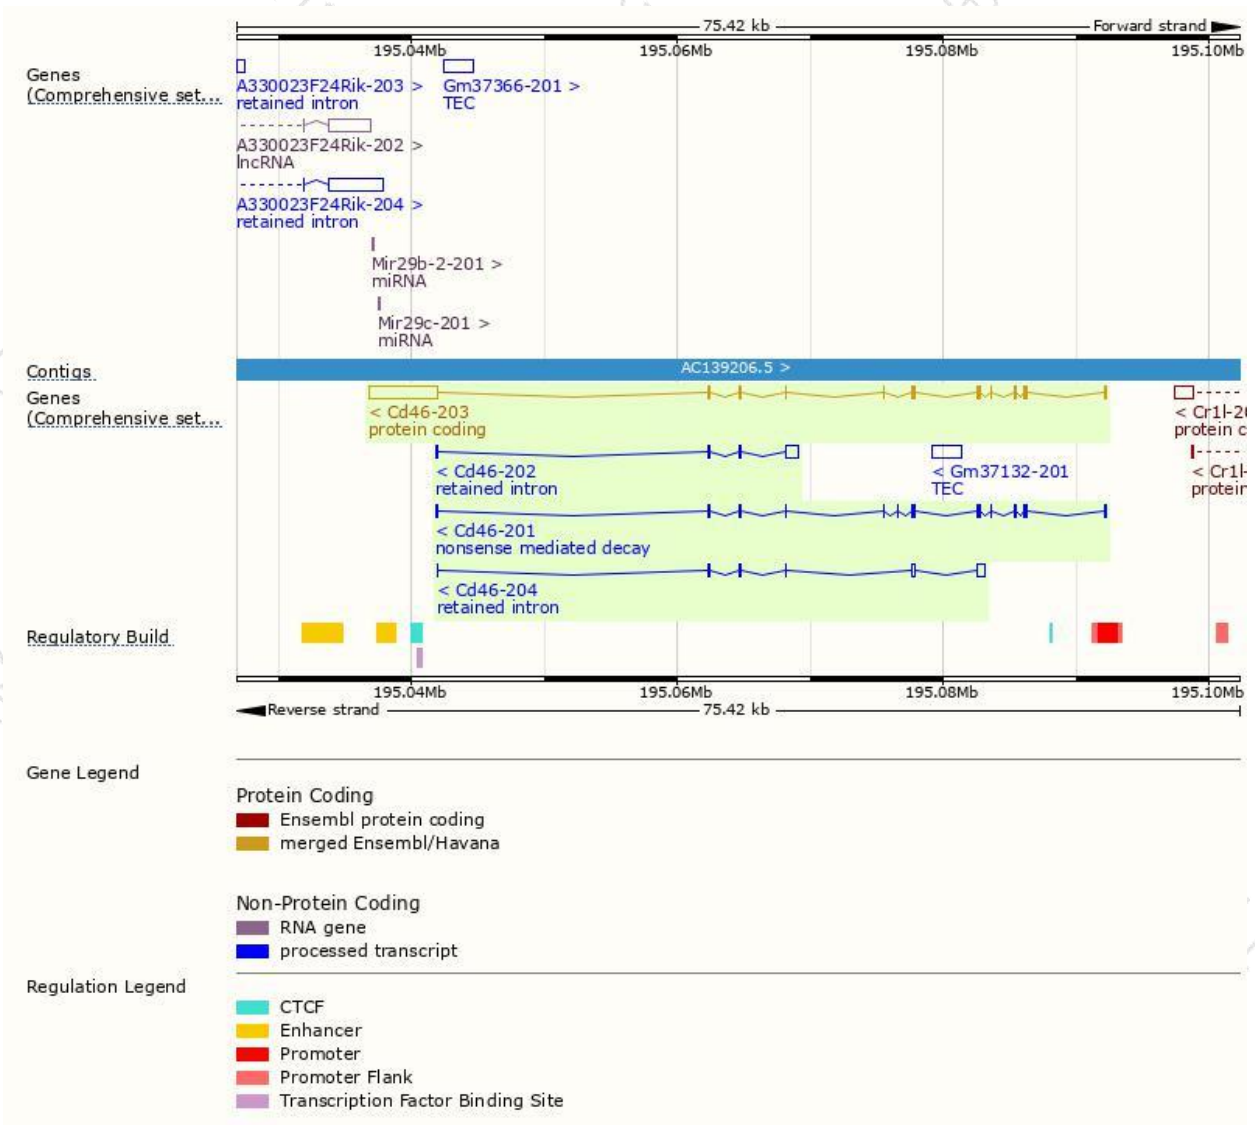 75.42 kb
Forward strand
195.04Mb 195.06Mb 195.08Mb 195.10Mb
Genes
(Comprehensive set...
A330023F24Rik-203 > Gm37366-201 >
retained intron TEC
A330023F24Rik-202 >
lncRNA
A330023F24Rik-204 >
retained intron
Mir29b-2-201 >
miRNA
Mir29c-201 >
miRNA
Contigs
AC139206.5 >
Genes
(Comprehensive set...
< Cd46-203 < Cr1l-20
protein coding protein c
< Cd46-202 < Gm37132-201 < Cr1l-
retained intron TEC protein
< Cd46-201
nonsense mediated decay
< Cd46-204
retained intron
Regulatory Build
195.04Mb 195.06Mb 195.08Mb 195.10Mb
Reverse strand 75.42 kb
Gene Legend
Protein Coding
Ensembl protein coding
merged Ensembl/Havana
Non-Protein Coding
RNA gene
processed transcript
Regulation Legend
CTCF
Enhancer
Promoter
Promoter Flank
Transcription Factor Binding Site